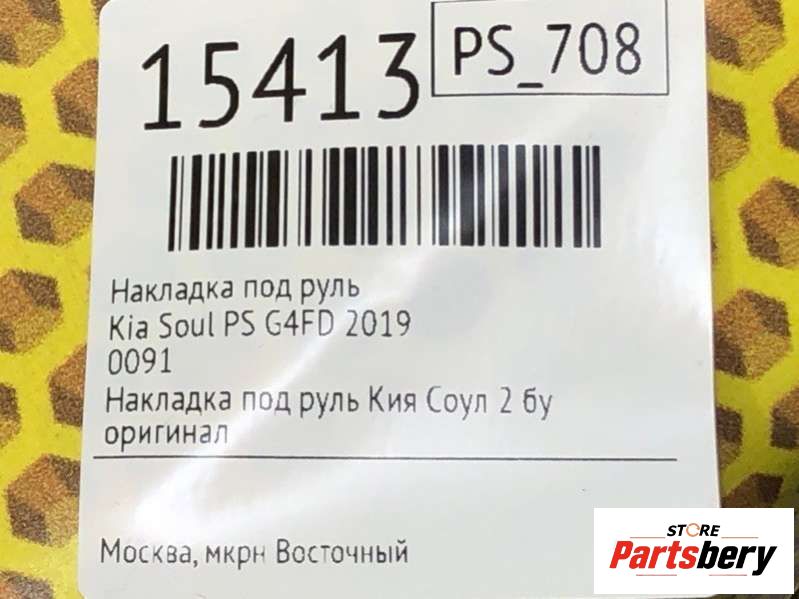 15413
PS_708
Накладка под руль
Kia Soul PS G4FD 2019
0091
Накладка под руль Кия Соул 2 бу
оригинал
Москва, мкрн Восточный
STORE
Partsbery